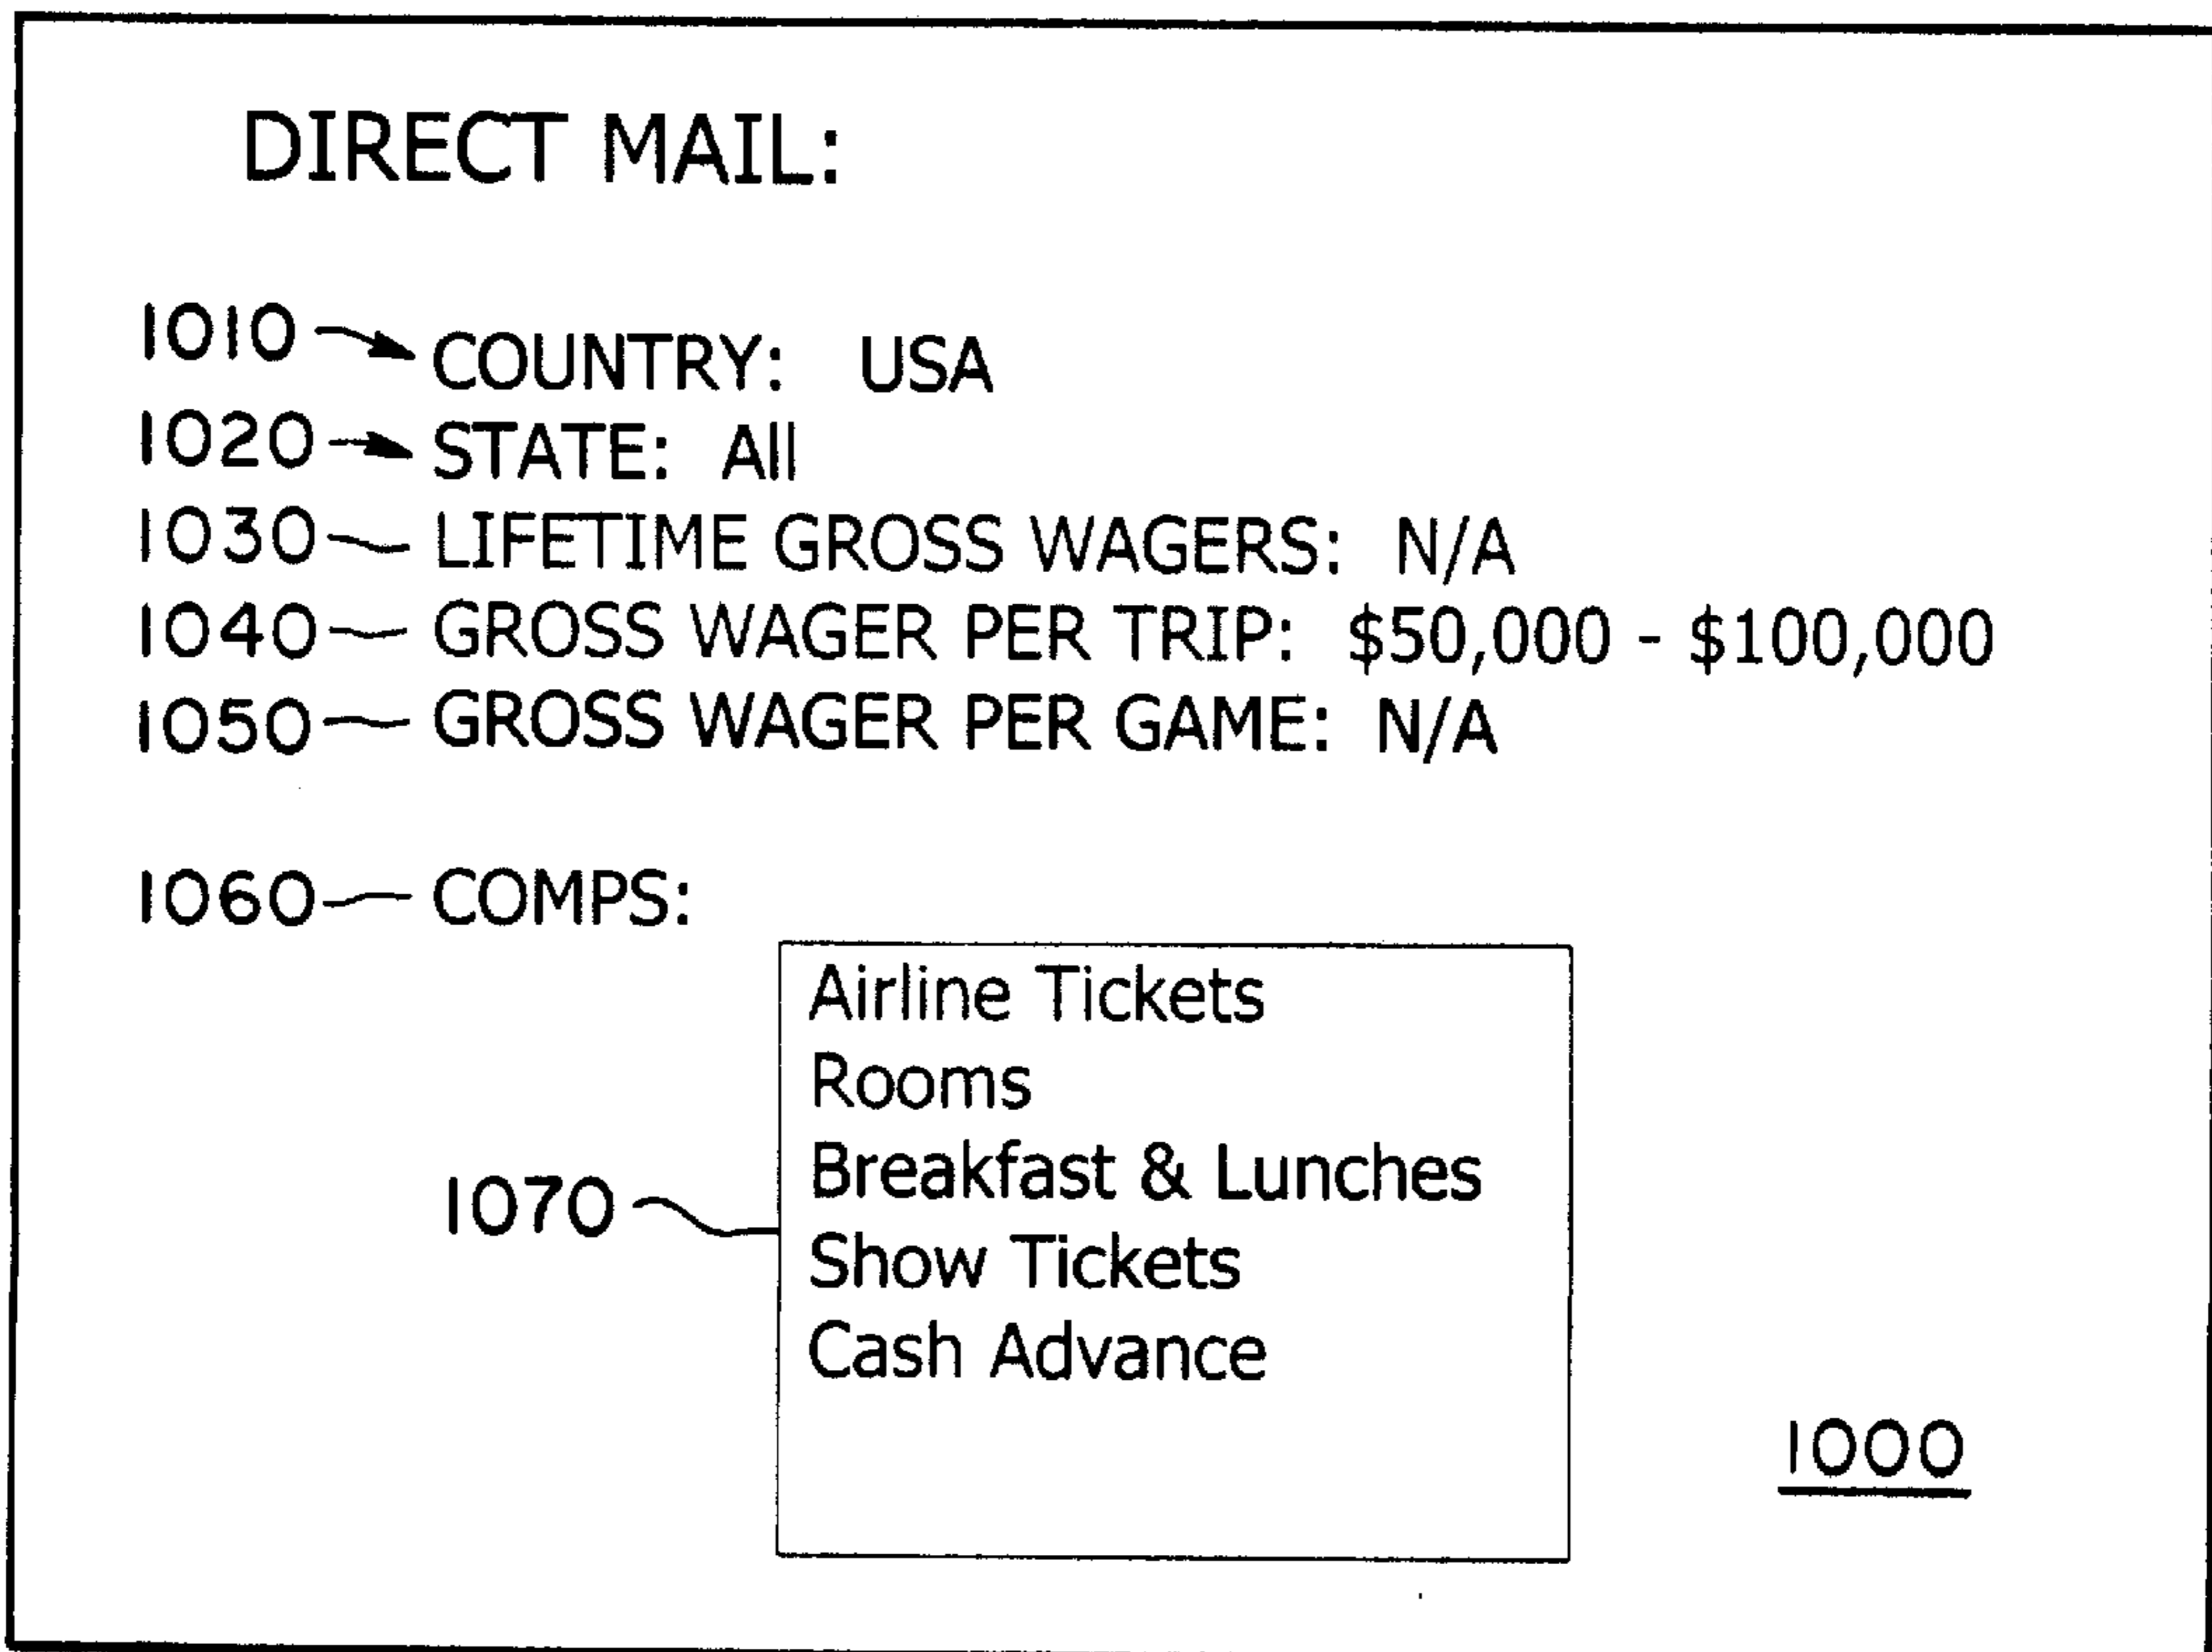 DIRECT MAIL:
1010 COUNTRY: USA
1020 STATE: All
1030 LIFETIME GROSS WAGERS: N/A
1040 GROSS WAGER PER TRIP: $50,000 - $100,000
1050 GROSS WAGER PER GAME: N/A
1060 COMPS:
Airline Tickets
Rooms
Breakfast & Lunches
1070
Show Tickets
Cash Advance
1000